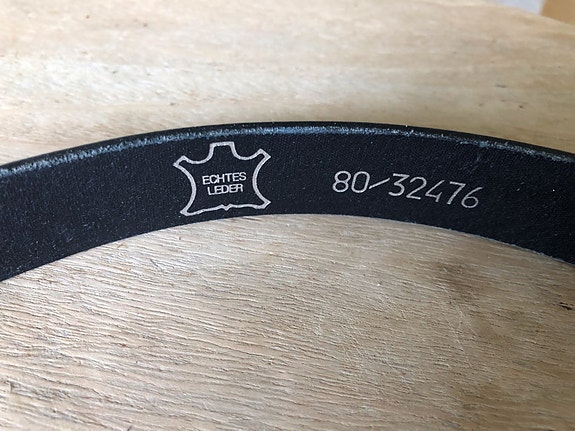 ECHTES
LEDER
80/32476